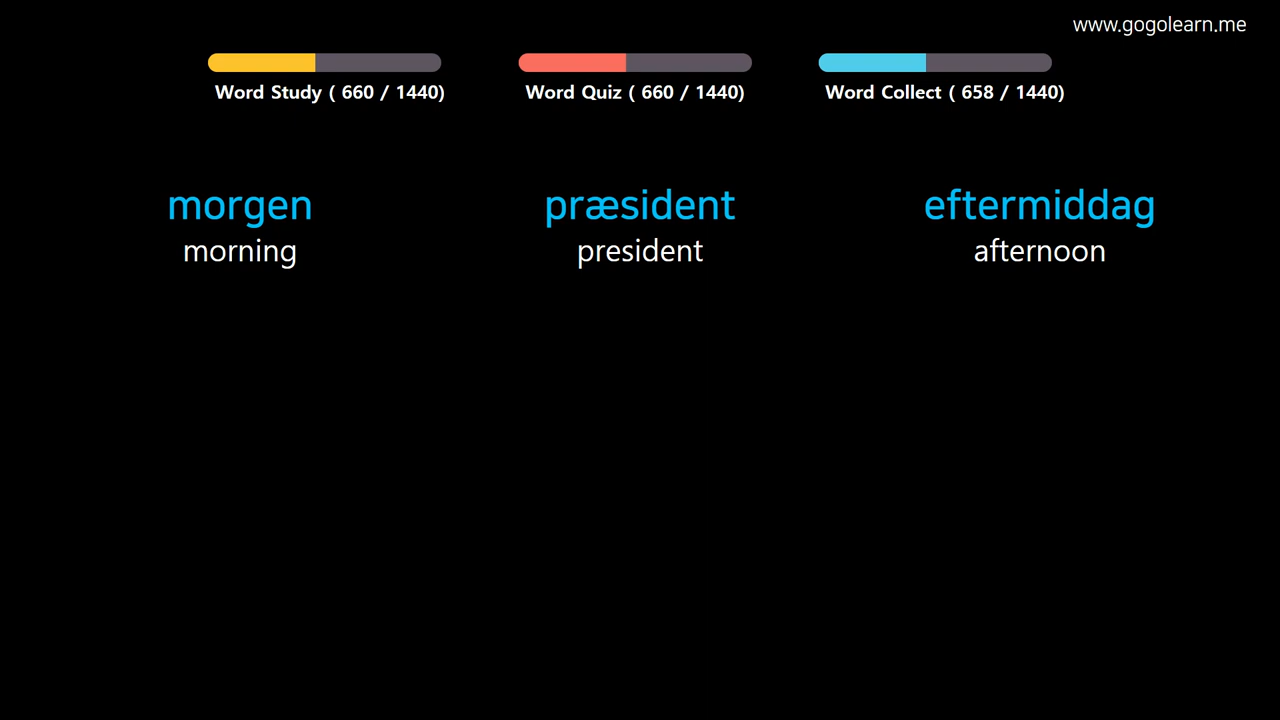 www.gogolearn.me
Word Study ( 660 / 1440)
Word Quiz ( 660 / 1440)
Word Collect ( 658 / 1440)
morgen
morning
præsident
president
eftermiddag
afternoon